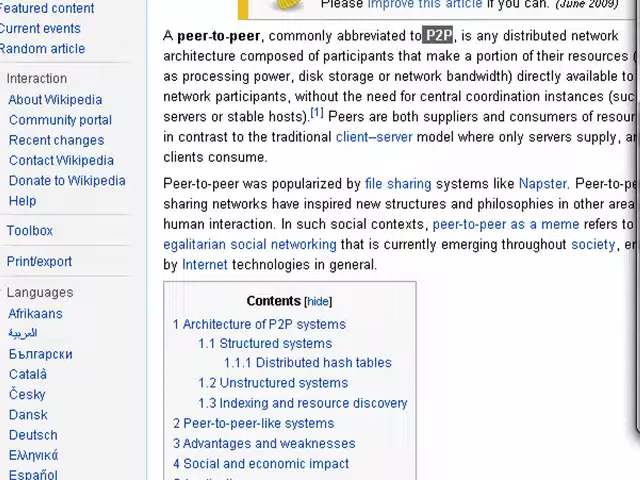 Featured content
Current events
Random article
Interaction
About Wikipedia
Community portal
Recent changes
Contact Wikipedia
Donate to Wikipedia
Help
Toolbox
Print/export
Languages
Afrikaans
العربية
Български
Català
Česky
Dansk
Deutsch
Ελληνικά
Español
Please improve this article if you can. (June 2009)
A peer-to-peer, commonly abbreviated to P2P, is any distributed network
architecture composed of participants that make a portion of their resources (
as processing power, disk storage or network bandwidth) directly available to
network participants, without the need for central coordination instances (suc
servers or stable hosts).[1] Peers are both suppliers and consumers of resour
in contrast to the traditional client–server model where only servers supply, a
clients consume.
Peer-to-peer was popularized by file sharing systems like Napster. Peer-to-pe
sharing networks have inspired new structures and philosophies in other area
human interaction. In such social contexts, peer-to-peer as a meme refers to
egalitarian social networking that is currently emerging throughout society, e
by Internet technologies in general.
Contents [hide]
1 Architecture of P2P systems
1.1 Structured systems
1.1.1 Distributed hash tables
1.2 Unstructured systems
1.3 Indexing and resource discovery
2 Peer-to-peer-like systems
3 Advantages and weaknesses
4 Social and economic impact